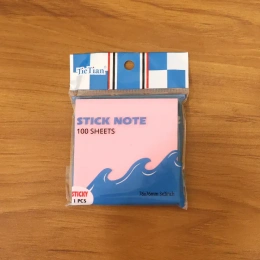 TieTian
STICK NOTE
100 SHEETS
STICKY
1 PCS